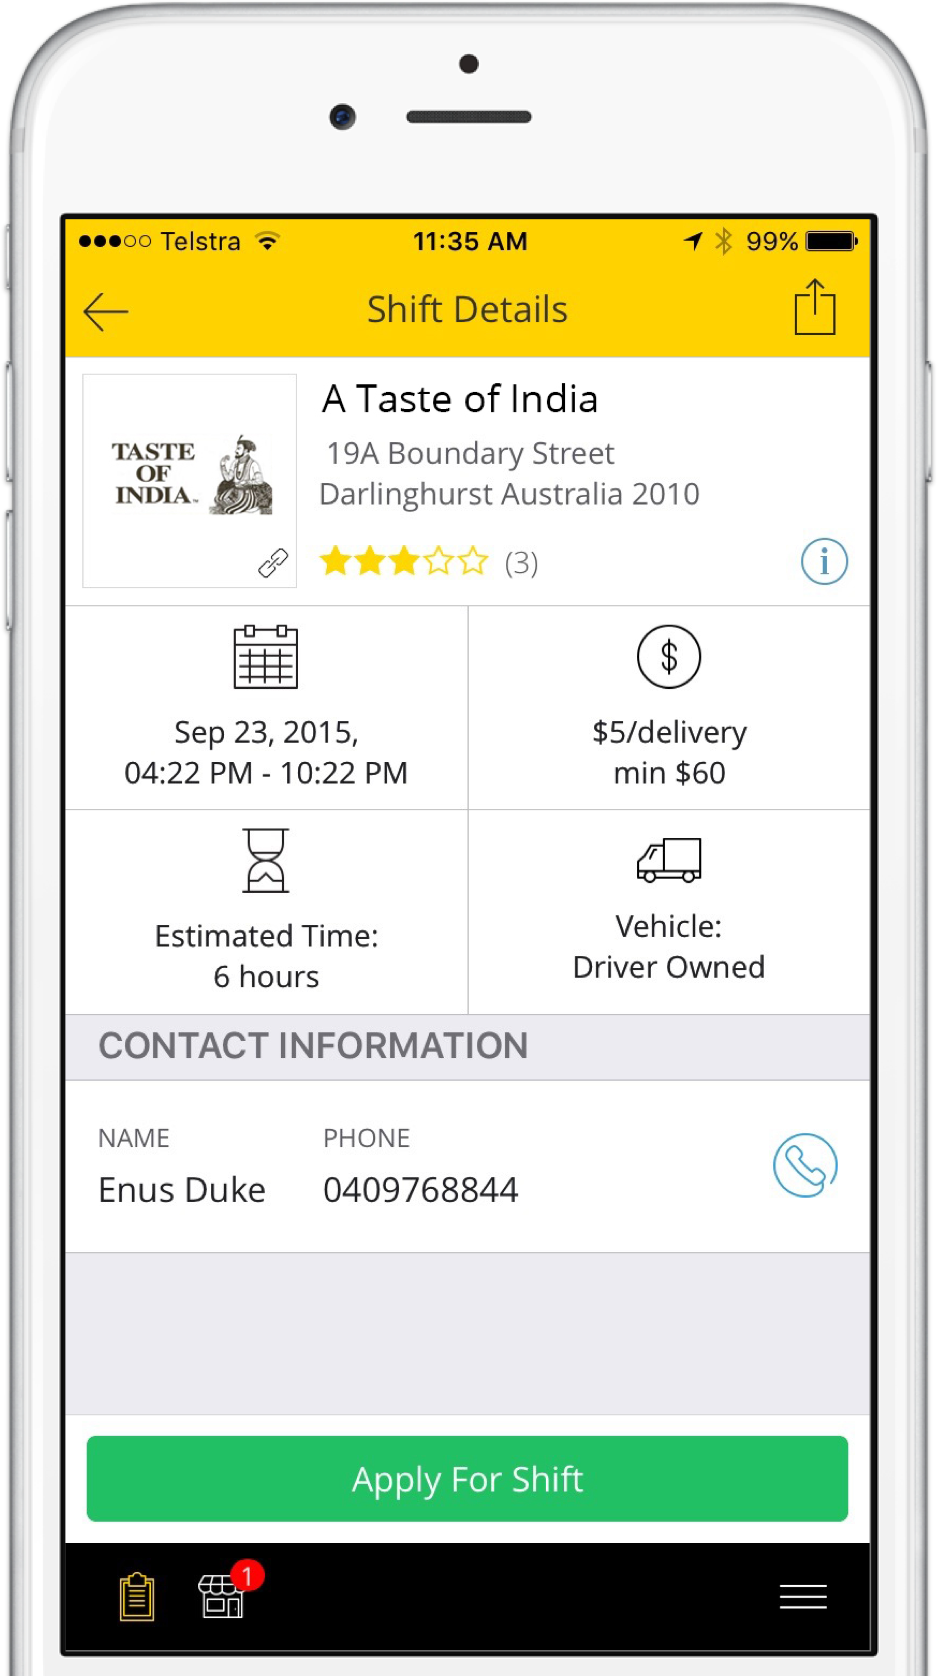 Telstra 11:35 AM 99%
Shift Details
TASTE
OF
INDIA™
A Taste of India
19A Boundary Street
Darlinghurst Australia 2010
(3)
i
$
Sep 23, 2015,
04:22 PM - 10:22 PM
$5/delivery
min $60
Estimated Time:
6 hours
Vehicle:
Driver Owned
CONTACT INFORMATION
NAME PHONE
Enus Duke 0409768844
Apply For Shift
1